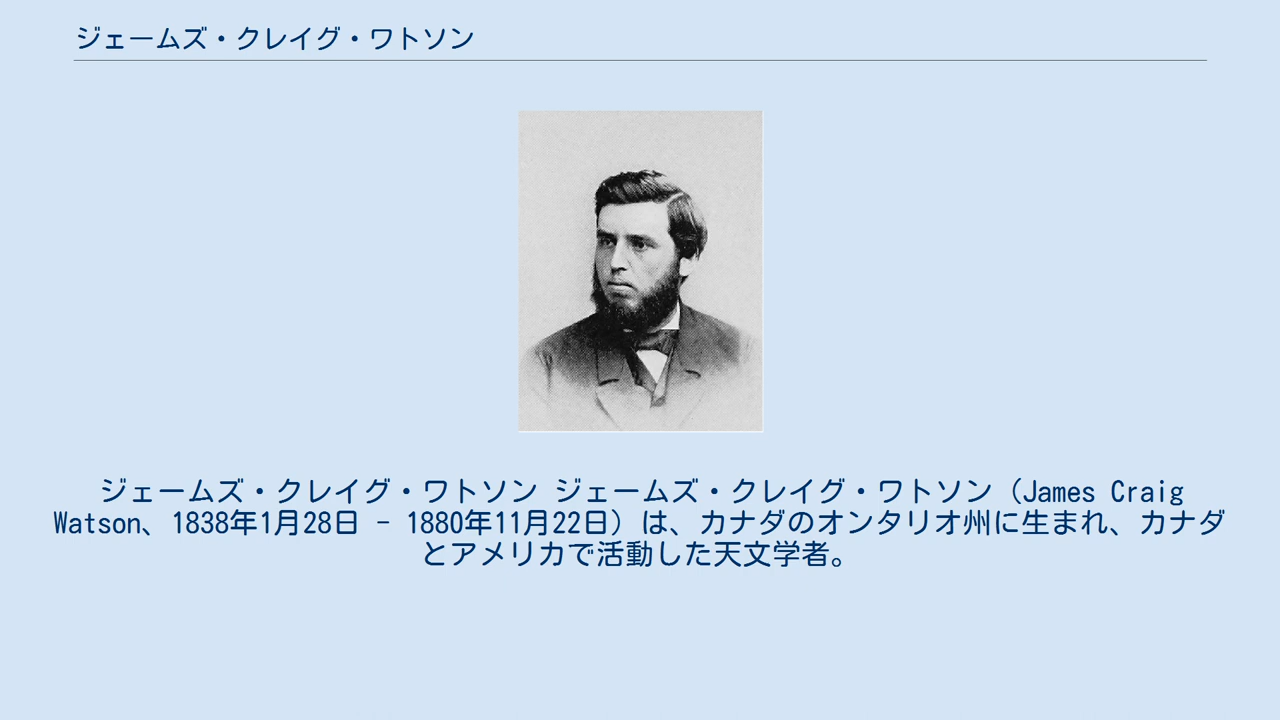 ジェームズ・クレイグ・ワトソン
ジェームズ・クレイグ・ワトソン ジェームズ・クレイグ・ワトソン（James Craig
Watson、1838年1月28日 - 1880年11月22日）は、カナダのオンタリオ州に生まれ、カナダ
とアメリカで活動した天文学者。